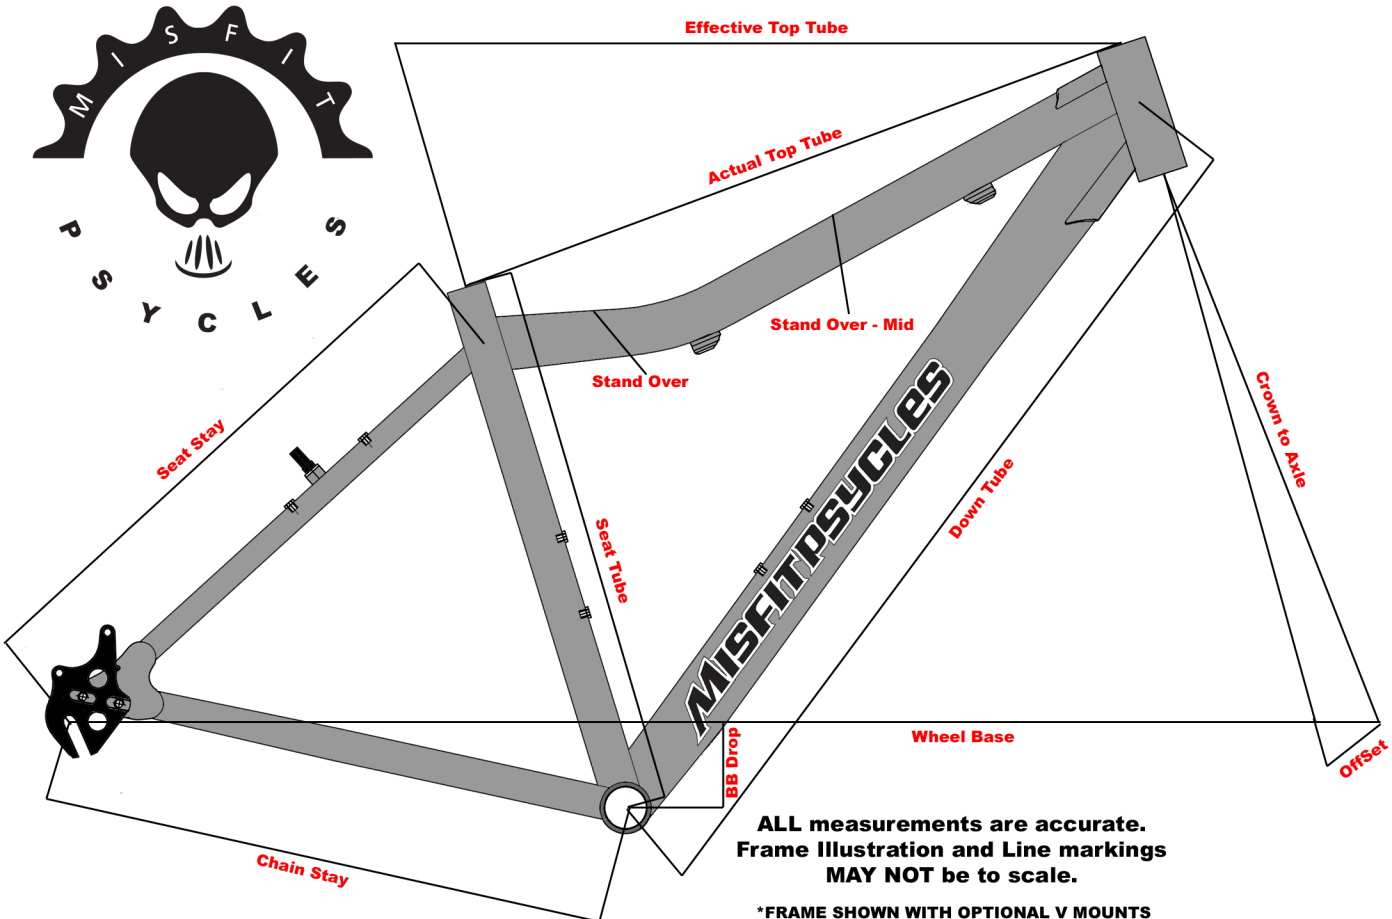 MISFIT
PSYCLES
Effective Top Tube
Actual Top Tube
Stand Over - Mid
Stand Over
Seat Stay
Seat Tube
Crown to Axle
Down Tube
MISFITPSYCLES
Wheel Base
BB Drop
OffSet
Chain Stay
ALL measurements are accurate.
Frame Illustration and Line markings
MAY NOT be to scale.
*FRAME SHOWN WITH OPTIONAL V MOUNTS